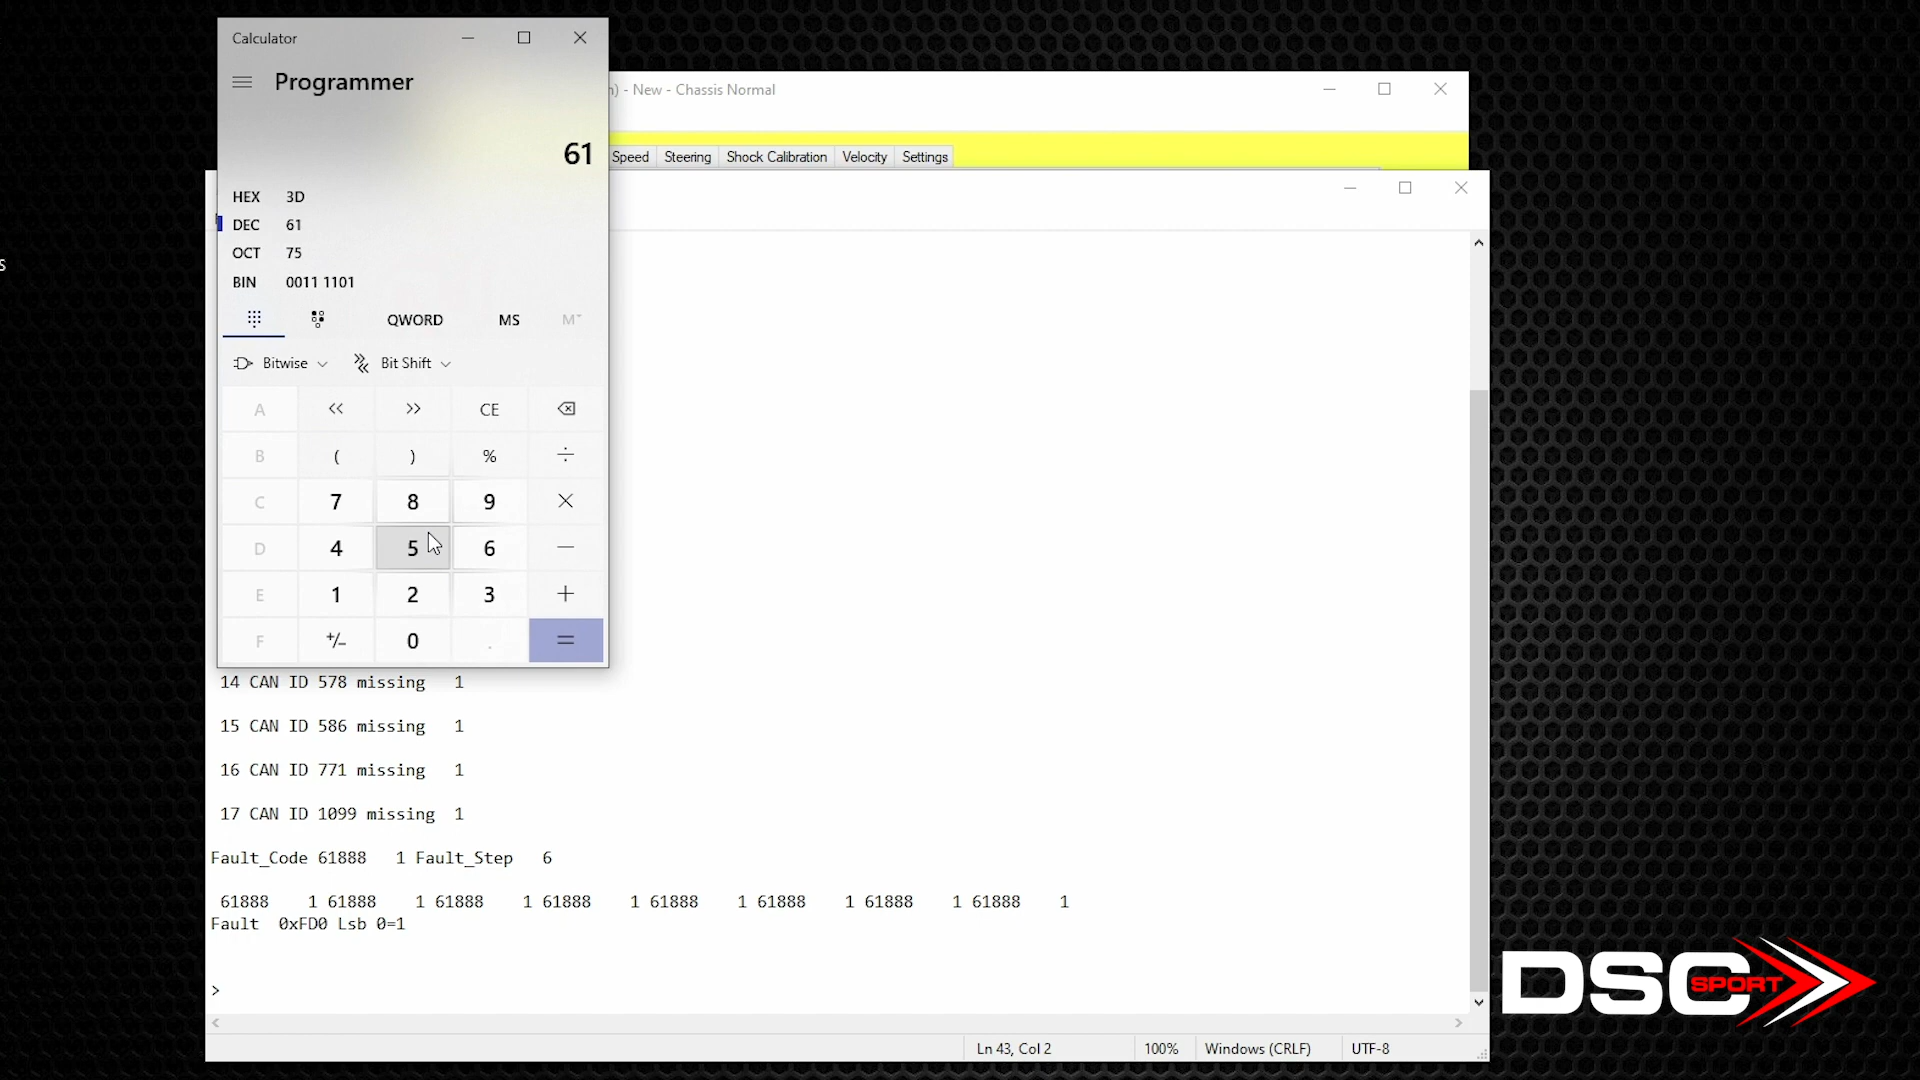 Calculator
Programmer
61
HEX 3D
DEC 61
OCT 75
BIN 0011 1101
QWORD MS M
Bitwise Bit Shift
A << >> CE
B ( ) % ÷
C 7 8 9 ×
D 4 5 6 −
E 1 2 3 +
F +/− 0 . =
) - New - Chassis Normal
Speed Steering Shock Calibration Velocity Settings
s
14 CAN ID 578 missing 1
15 CAN ID 586 missing 1
16 CAN ID 771 missing 1
17 CAN ID 1099 missing 1
Fault_Code 61888 1 Fault_Step 6
61888 1 61888 1 61888 1 61888 1 61888 1 61888 1 61888 1 61888 1
Fault 0xFD0 Lsb 0=1
>
Ln 43, Col 2 100% Windows (CRLF) UTF-8
DSC SPORT